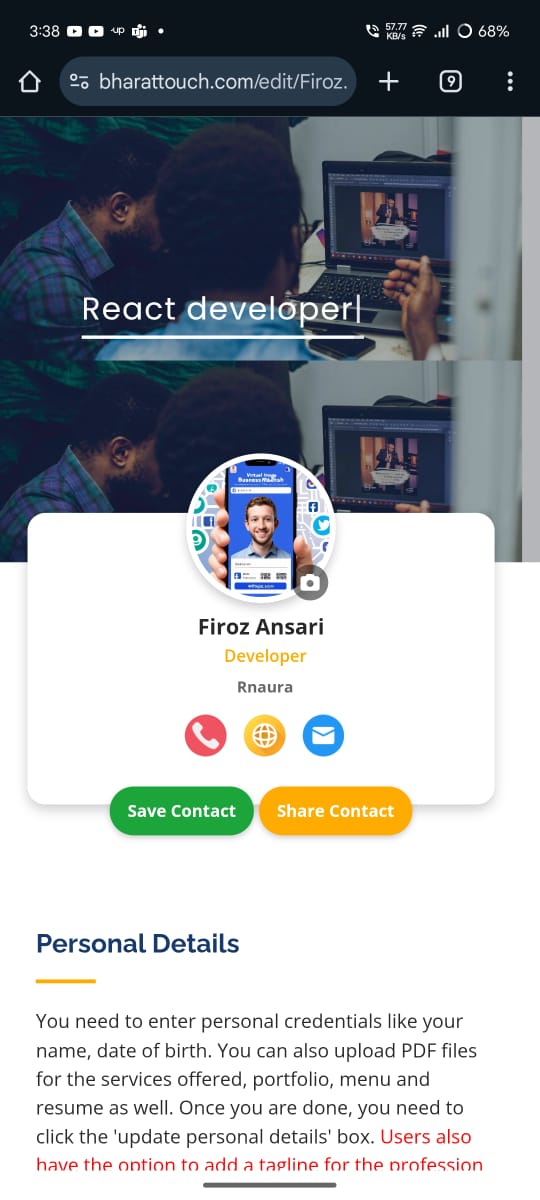 3:38
up
57.77
KB/s
68%
bharattouch.com/edit/Firoz.
9
React developer
Firoz Ansari
Developer
Rnaura
Save Contact
Share Contact
Personal Details
You need to enter personal credentials like your
name, date of birth. You can also upload PDF files
for the services offered, portfolio, menu and
resume as well. Once you are done, you need to
click the 'update personal details' box. Users also
have the option to add a tagline for the profession